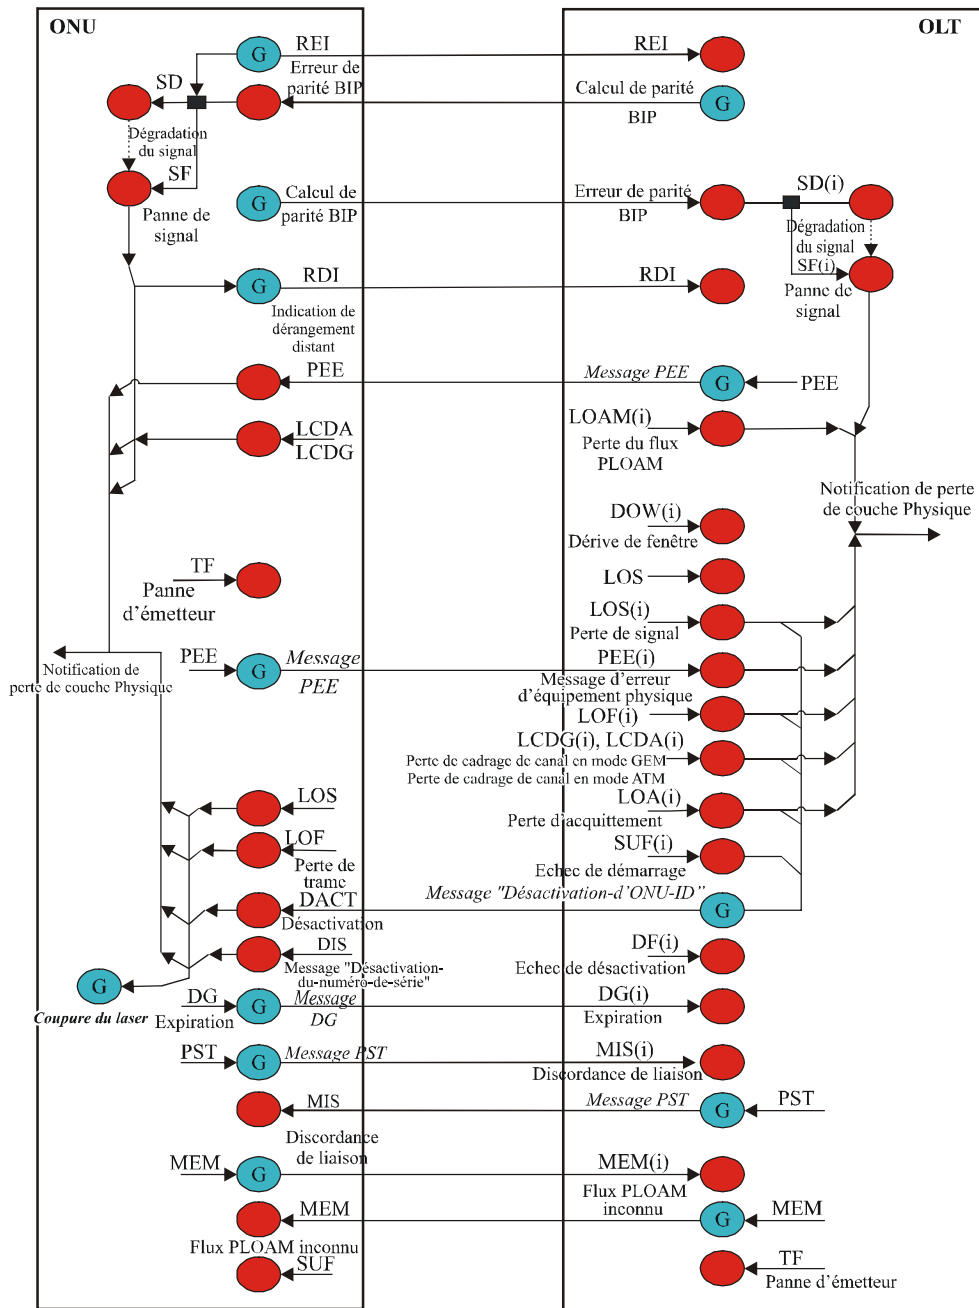 ONU
OLT
G
REI
REI
Erreur de
parité BIP
SD
Calcul de parité
BIP
G
Dégradation
du signal
SF
Panne de
signal
G
Calcul de
parité BIP
Erreur de parité
BIP
SD(i)
Dégradation
du signal
SF(i)
Panne de
signal
G
RDI
RDI
Indication de
dérangement
distant
PEE
Message PEE
G
PEE
LCDA
LCDG
LOAM(i)
Perte du flux
PLOAM
Notification de perte
de couche Physique
DOW(i)
Dérive de fenêtre
TF
Panne
d'émetteur
LOS
LOS(i)
Perte de signal
Notification de
perte de couche Physique
PEE
G
Message
PEE
PEE(i)
Message d'erreur
d'équipement physique
LOF(i)
LCDG(i), LCDA(i)
Perte de cadrage de canal en mode GEM
Perte de cadrage de canal en mode ATM
LOS
LOA(i)
Perte d'acquittement
LOF
Perte de
trame
SUF(i)
Echec de démarrage
DACT
Désactivation
Message "Désactivation-d'ONU-ID"
G
DIS
Message "Désactivation-
du-numéro-de-série"
DF(i)
Echec de désactivation
G
Coupure du laser
DG
Expiration
G
Message
DG
DG(i)
Expiration
PST
G
Message PST
MIS(i)
Discordance de liaison
MIS
Discordance
de liaison
Message PST
G
PST
MEM
G
MEM(i)
Flux PLOAM
inconnu
MEM
Flux PLOAM inconnu
G
MEM
SUF
TF
Panne d'émetteur